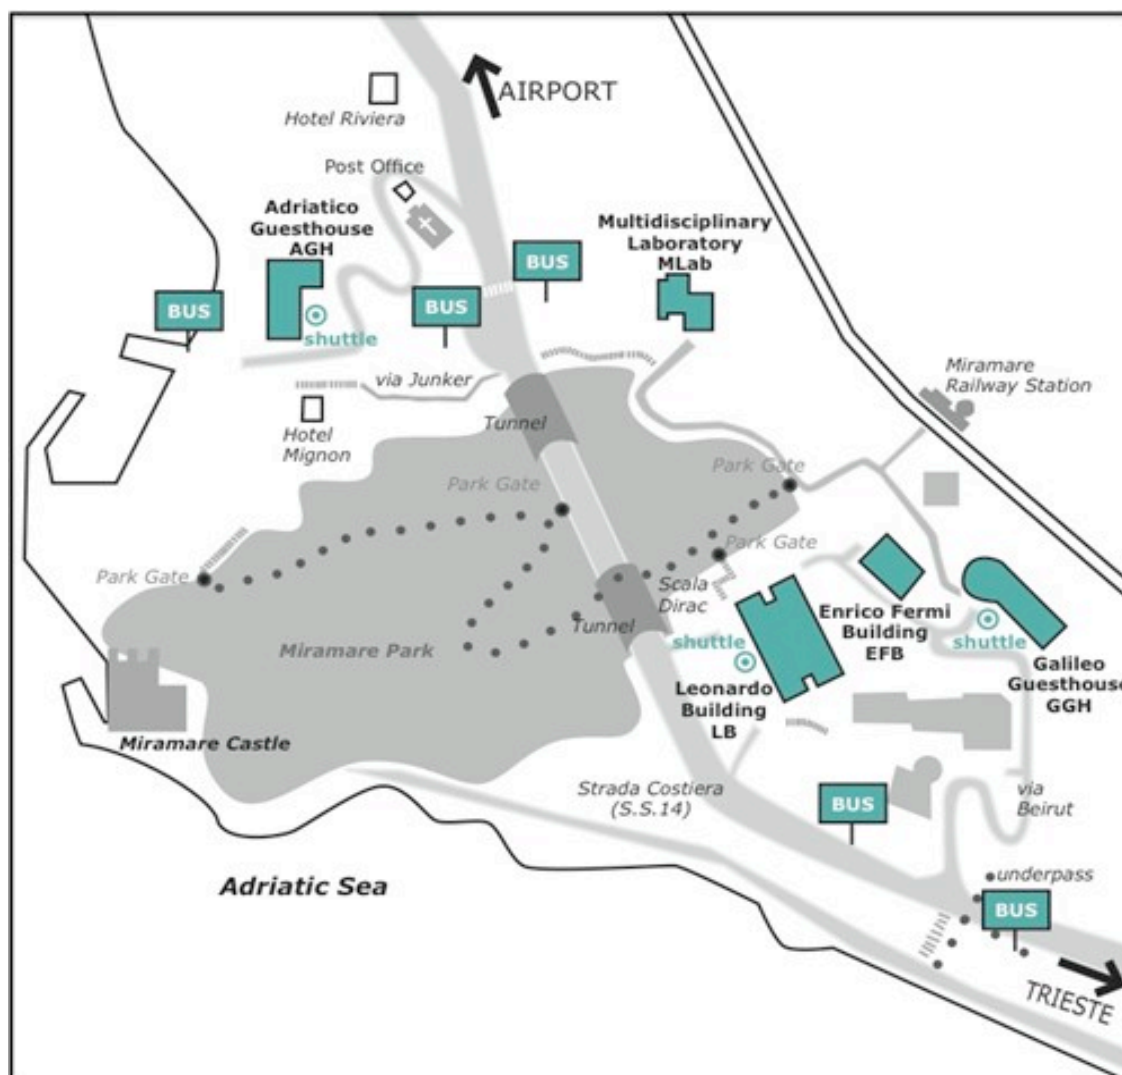 AIRPORT
Hotel Riviera
Post Office
Adriatico
Guesthouse
AGH
Multidisciplinary
Laboratory
MLab
BUS
BUS
BUS
shuttle
via Junker
Miramare
Railway Station
Hotel
Mignon
Tunnel
Park Gate
Park Gate
Park Gate
Park Gate
Scala
Dirac
Tunnel
Miramare Park
shuttle
Enrico Fermi
Building
EFB
shuttle
Galileo
Guesthouse
GGH
Leonardo
Building
LB
Miramare Castle
Strada Costiera
(S.S.14)
BUS
via
Beirut
Adriatic Sea
underpass
BUS
TRIESTE